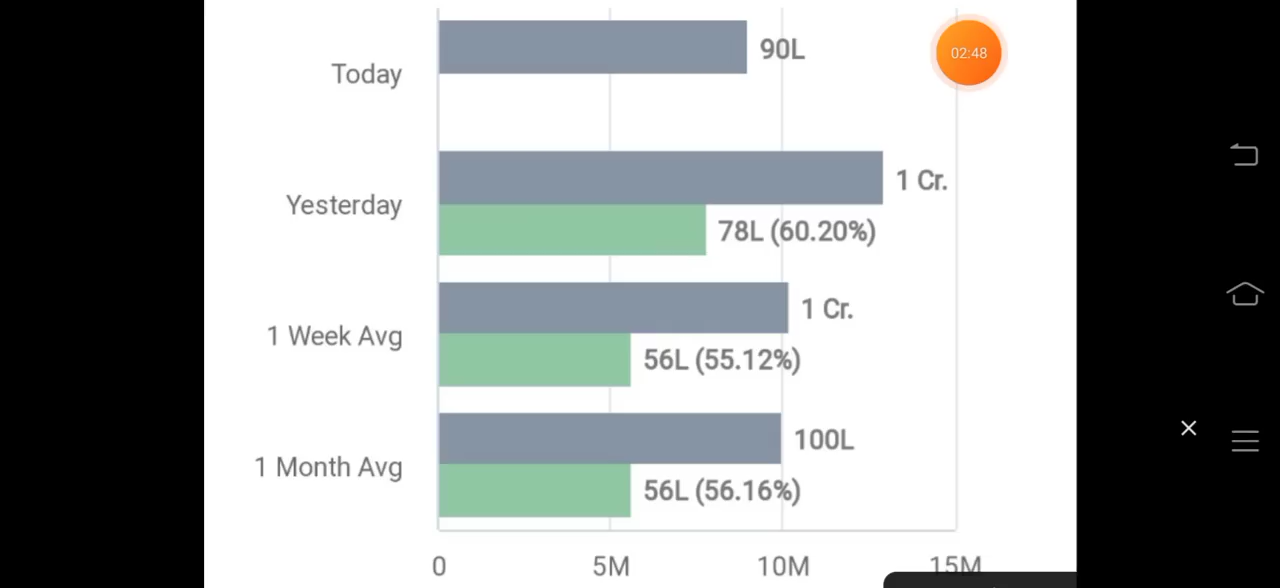 90L
02:48
Today
1 Cr.
Yesterday
78L (60.20%)
1 Cr.
1 Week Avg
56L (55.12%)
100L
1 Month Avg
56L (56.16%)
0 5M 10M 15M